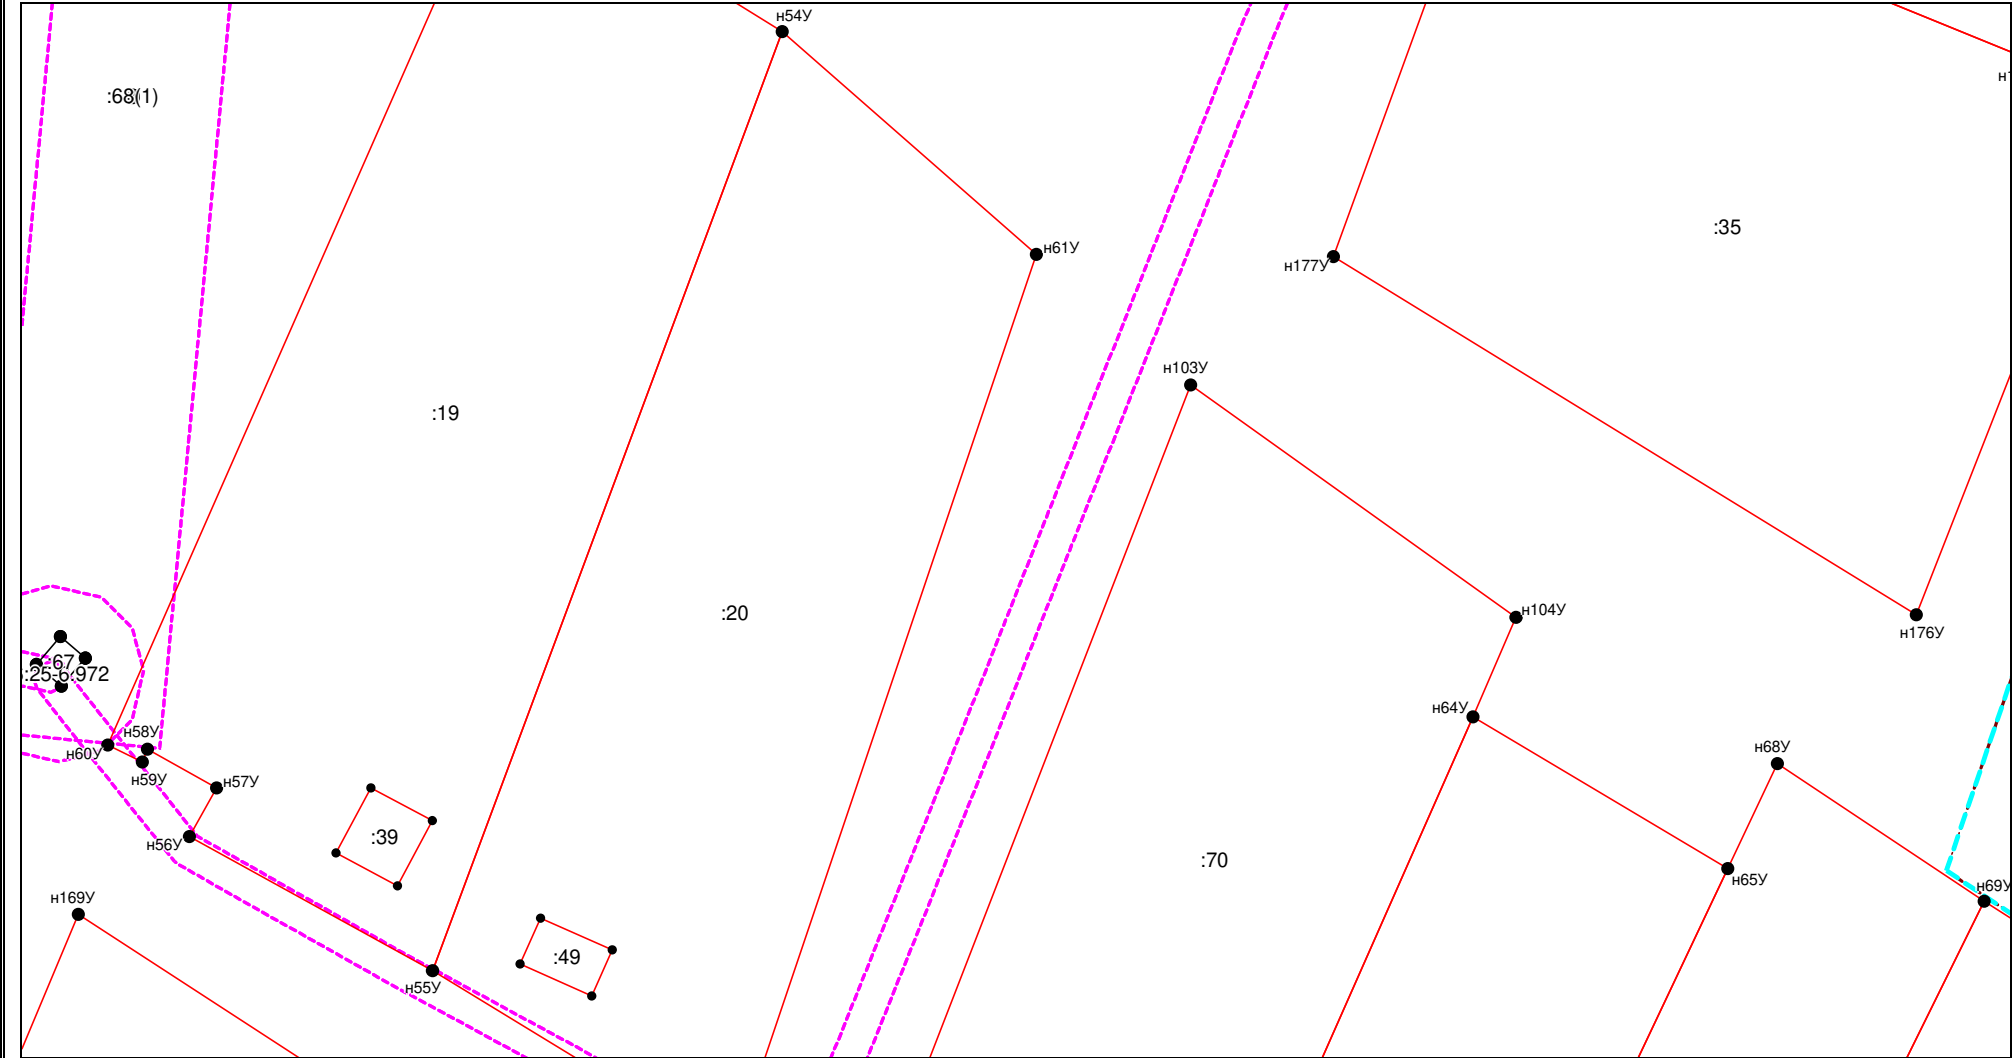 н54У
:68(1)
:35
н61У
н177У
н103У
:19
н104У
:20
н176У
:67
:25-6.972
н64У
н58У
н60У
н68У
н59У
н57У
:39
н56У
:70
н65У
н69У
н169У
:49
н55У